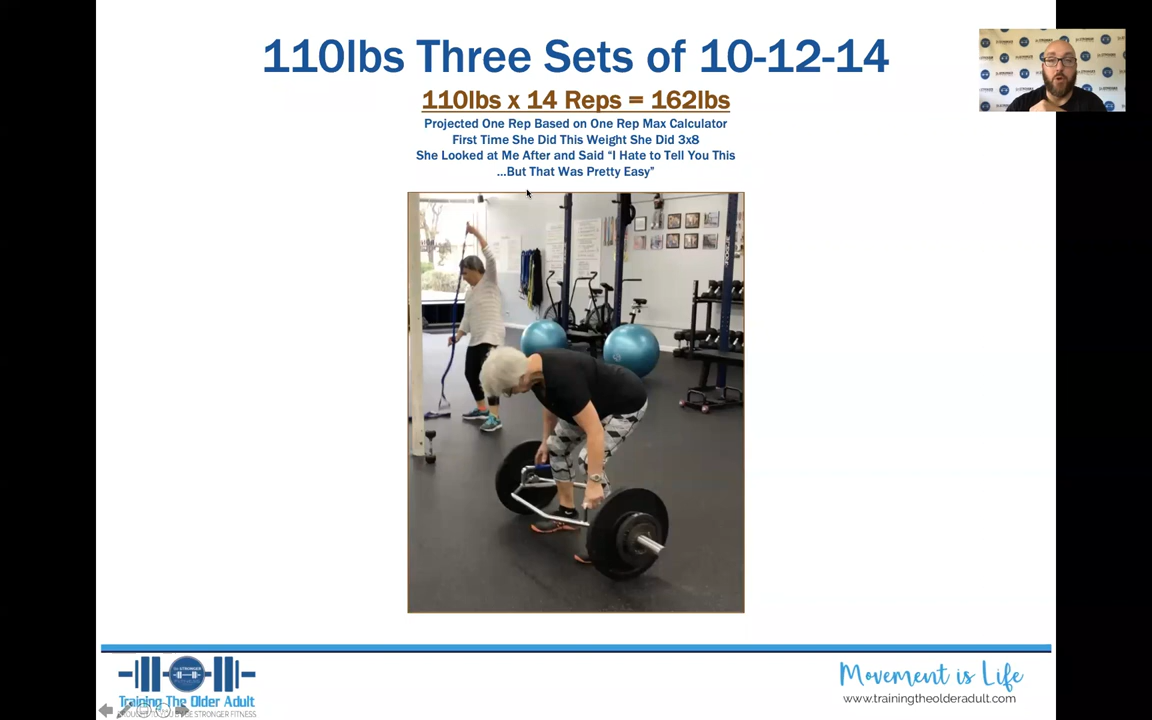 110lbs Three Sets of 10-12-14
110lbs x 14 Reps = 162lbs
Projected One Rep Based on One Rep Max Calculator
First Time She Did This Weight She Did 3x8
She Looked at Me After and Said “I Hate to Tell You This
...But That Was Pretty Easy”
Training The Older Adult
STRONGER FITNESS
Movement is Life
www.trainingtheolderadult.com